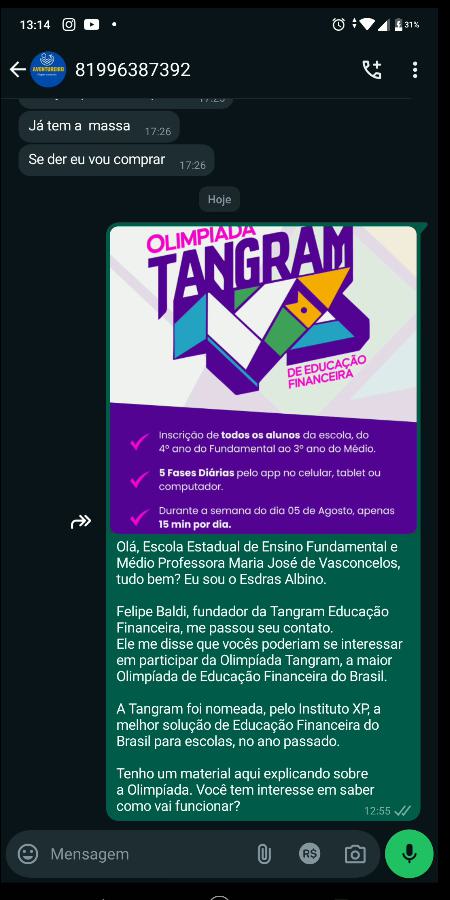 13:14
31%
AVENTUREIRO
81996387392
Já tem a massa
17:26
Se der eu vou comprar
17:26
Hoje
OLIMPÍADA
TANGRAM
DE EDUCAÇÃO
FINANCEIRA
Inscrição de todos os alunos da escola, do
4º ano do Fundamental ao 3º ano do Médio.
5 Fases Diárias pelo app no celular, tablet ou
computador.
Durante a semana do dia 05 de Agosto, apenas
15 min por dia.
Olá, Escola Estadual de Ensino Fundamental e
Médio Professora Maria José de Vasconcelos,
tudo bem? Eu sou o Esdras Albino.
Felipe Baldi, fundador da Tangram Educação
Financeira, me passou seu contato.
Ele me disse que vocês poderiam se interessar
em participar da Olimpíada Tangram, a maior
Olimpíada de Educação Financeira do Brasil.
A Tangram foi nomeada, pelo Instituto XP, a
melhor solução de Educação Financeira do
Brasil para escolas, no ano passado.
Tenho um material aqui explicando sobre
a Olimpíada. Você tem interesse em saber
como vai funcionar?
12:55
Mensagem
R$